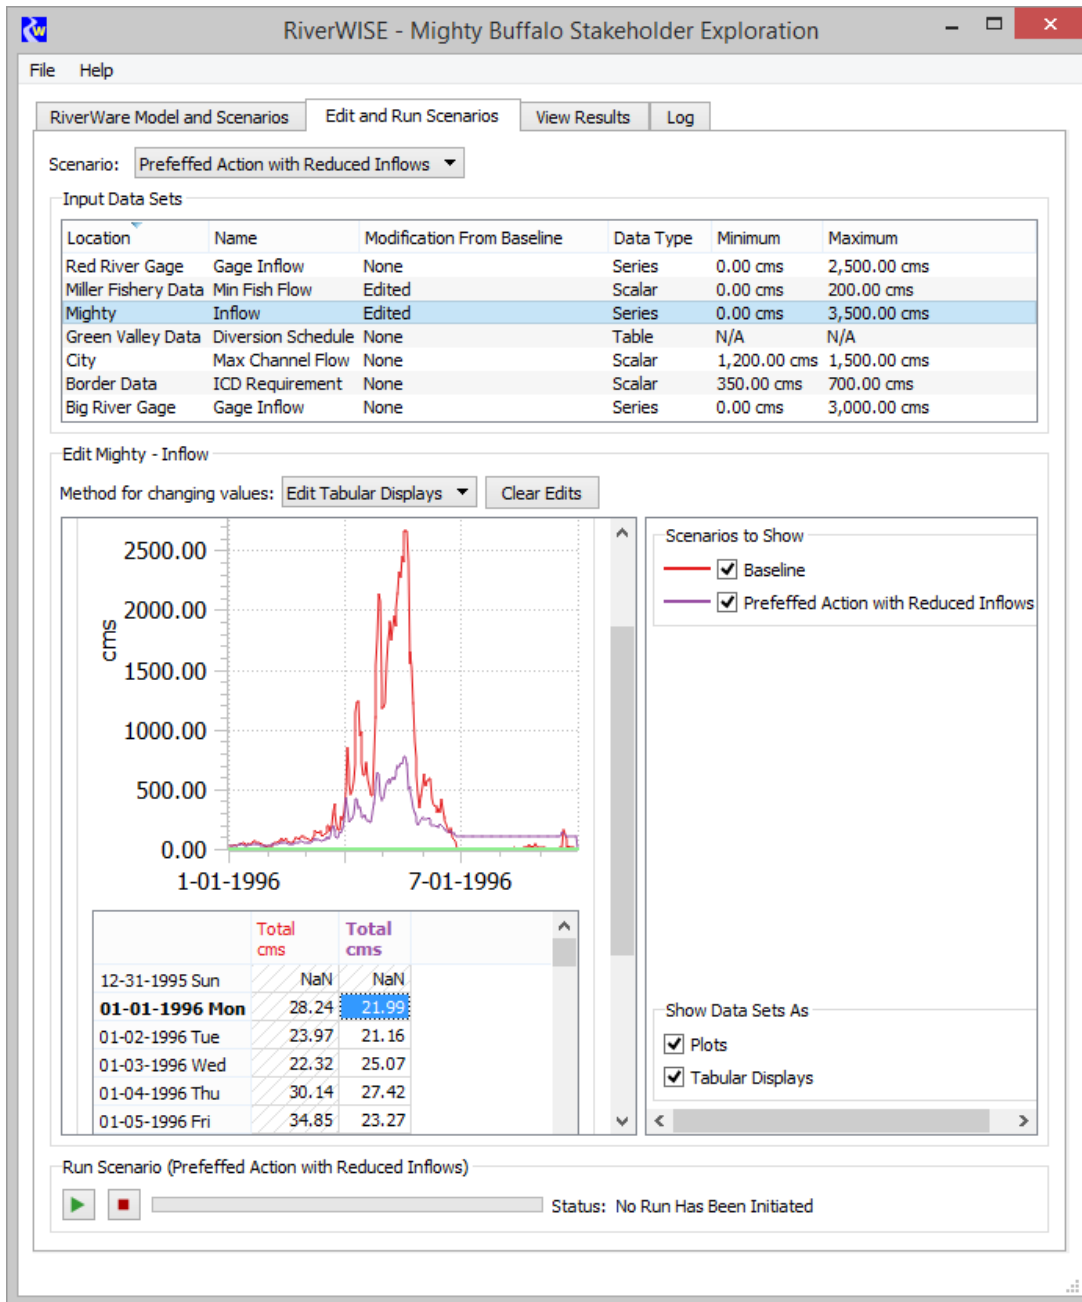 RiverWISE - Mighty Buffalo Stakeholder Exploration
File Help
RiverWare Model and Scenarios Edit and Run Scenarios View Results Log
Scenario: Prefeffed Action with Reduced Inflows
Input Data Sets
Location Name Modification From Baseline Data Type Minimum Maximum
Red River Gage Gage Inflow None Series 0.00 cms 2,500.00 cms
Miller Fishery Data Min Fish Flow Edited Scalar 0.00 cms 200.00 cms
Mighty Inflow Edited Series 0.00 cms 3,500.00 cms
Green Valley Data Diversion Schedule None Table N/A N/A
City Max Channel Flow None Scalar 1,200.00 cms 1,500.00 cms
Border Data ICD Requirement None Scalar 350.00 cms 700.00 cms
Big River Gage Gage Inflow None Series 0.00 cms 3,000.00 cms
Edit Mighty - Inflow
Method for changing values: Edit Tabular Displays Clear Edits
2500.00
2000.00
1500.00
1000.00
500.00
0.00
cms
1-01-1996 7-01-1996
Scenarios to Show
Baseline
Prefeffed Action with Reduced Inflows
Total cms Total cms
12-31-1995 Sun NaN NaN
01-01-1996 Mon 28.24 21.99
01-02-1996 Tue 23.97 21.16
01-03-1996 Wed 22.32 25.07
01-04-1996 Thu 30.14 27.42
01-05-1996 Fri 34.85 23.27
Show Data Sets As
Plots
Tabular Displays
Run Scenario (Prefeffed Action with Reduced Inflows)
Status: No Run Has Been Initiated